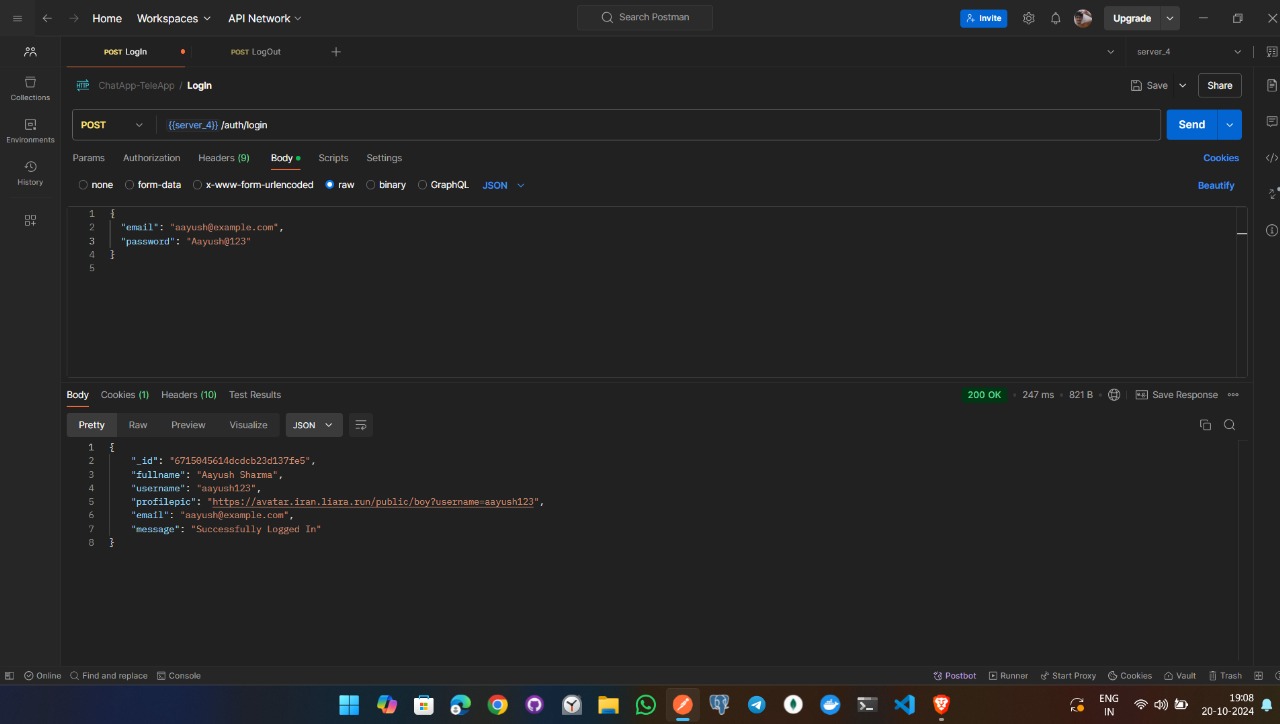 Home Workspaces API Network Search Postman Invite Upgrade
POST LogIn POST LogOut server_4
HTTP ChatApp-TeleApp / LogIn Save Share
POST {{server_4}} /auth/login Send
Params Authorization Headers (9) Body Scripts Settings Cookies
none form-data x-www-form-urlencoded raw binary GraphQL JSON Beautify
1 {
2 "email": "aayush@example.com",
3 "password": "Aayush@123"
4 }
5
Collections
Environments
History
Body Cookies (1) Headers (10) Test Results 200 OK 247 ms 821 B Save Response
Pretty Raw Preview Visualize JSON
1 {
2 "_id": "6715045614dcdcb23d137fe5",
3 "fullname": "Aayush Sharma",
4 "username": "aayush123",
5 "profilepic": "https://avatar.iran.liara.run/public/boy?username=aayush123",
6 "email": "aayush@example.com",
7 "message": "Successfully Logged In"
8 }
Online Find and replace Console Postbot Runner Start Proxy Cookies Vault Trash
ENG
IN
19:08
20-10-2024